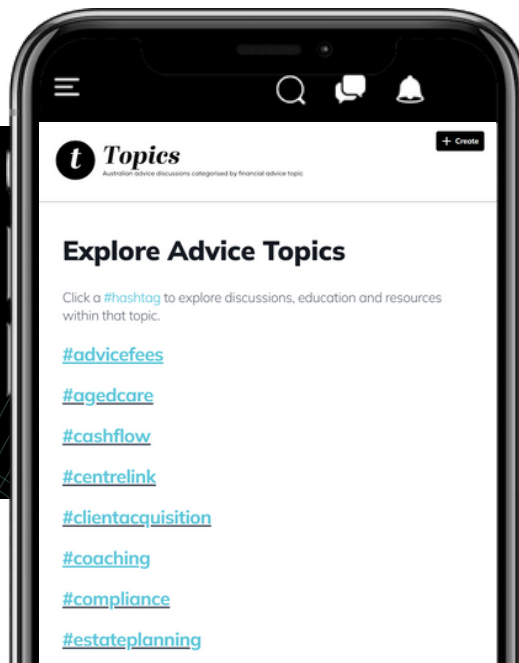 t Topics
Australian advice discussions categorised by financial advice topic
+ Create
Explore Advice Topics
Click a #hashtag to explore discussions, education and resources
within that topic.
#advicefees
#agedcare
#cashflow
#centrelink
#clientacquisition
#coaching
#compliance
#estateplanning